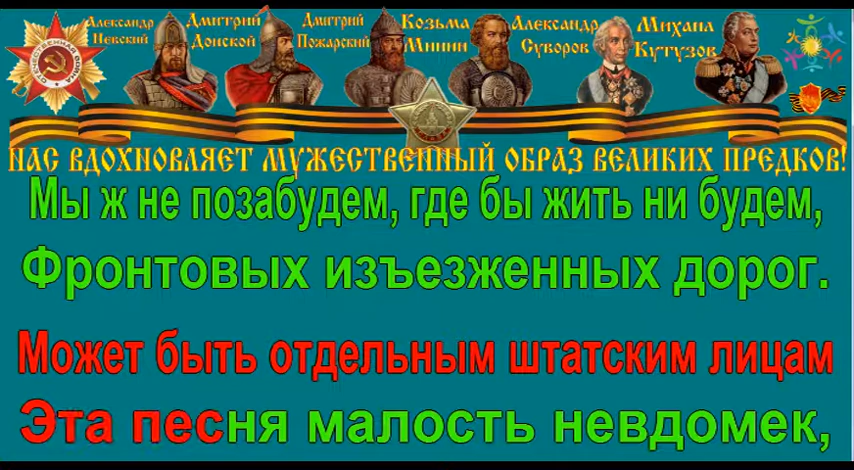 Александр Невский
Дмитрий Донской
Дмитрий Пожарский
Козьма Минин
Александр Суворов
Михаил Кутузов
НАС ВДОХНОВЛЯЕТ МУЖЕСТВЕННЫЙ ОБРАЗ ВЕЛИКИХ ПРЕДКОВ!
Мы ж не позабудем, где бы жить ни будем,
Фронтовых изъезженных дорог.
Может быть отдельным штатским лицам
Эта песня малость невдомек,